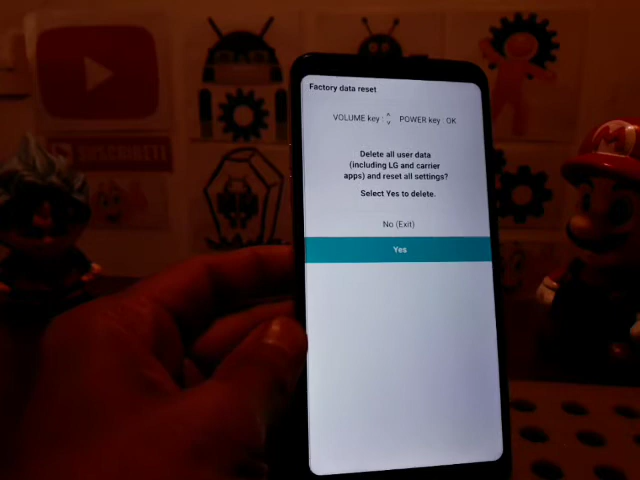 Factory data reset
VOLUME key : POWER key : OK
Delete all user data
(including LG and carrier
apps) and reset all settings?
Select Yes to delete.
No (Exit)
Yes